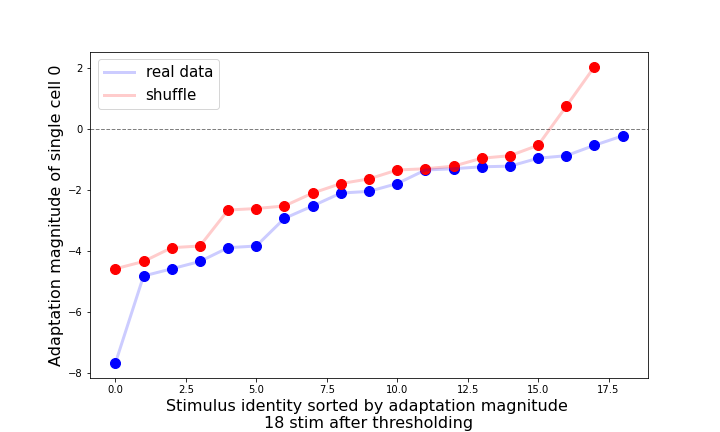 real data
shuffle
2
0
−2
−4
−6
−8
Adaptation magnitude of single cell 0
0.0 2.5 5.0 7.5 10.0 12.5 15.0 17.5
Stimulus identity sorted by adaptation magnitude
18 stim after thresholding